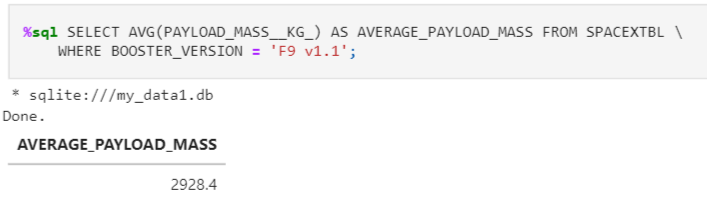 %sql SELECT AVG(PAYLOAD_MASS__KG_) AS AVERAGE_PAYLOAD_MASS FROM SPACEXTBL \
WHERE BOOSTER_VERSION = 'F9 v1.1';
* sqlite:///my_data1.db
Done.
AVERAGE_PAYLOAD_MASS
2928.4